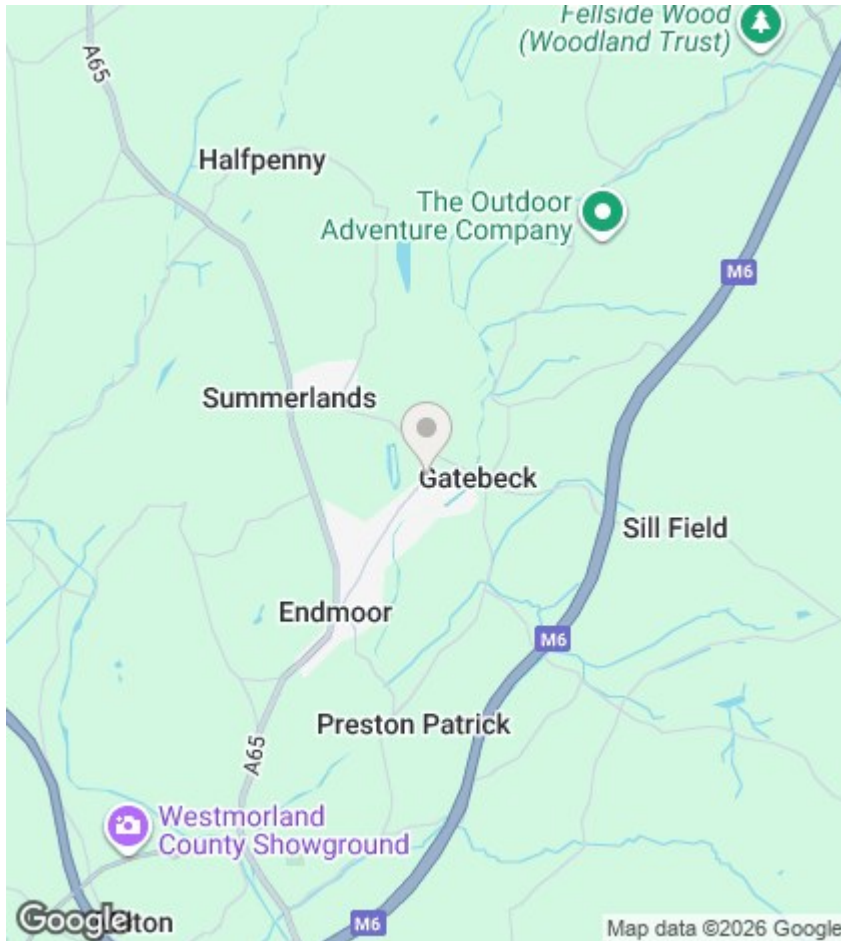 Fellside Wood
(Woodland Trust)
A65
Halfpenny
The Outdoor
Adventure Company
M6
Summerlands
Gatebeck
Sill Field
Endmoor
M6
Preston Patrick
A65
Westmorland
County Showground
Google
M6
Map data ©2026 Google